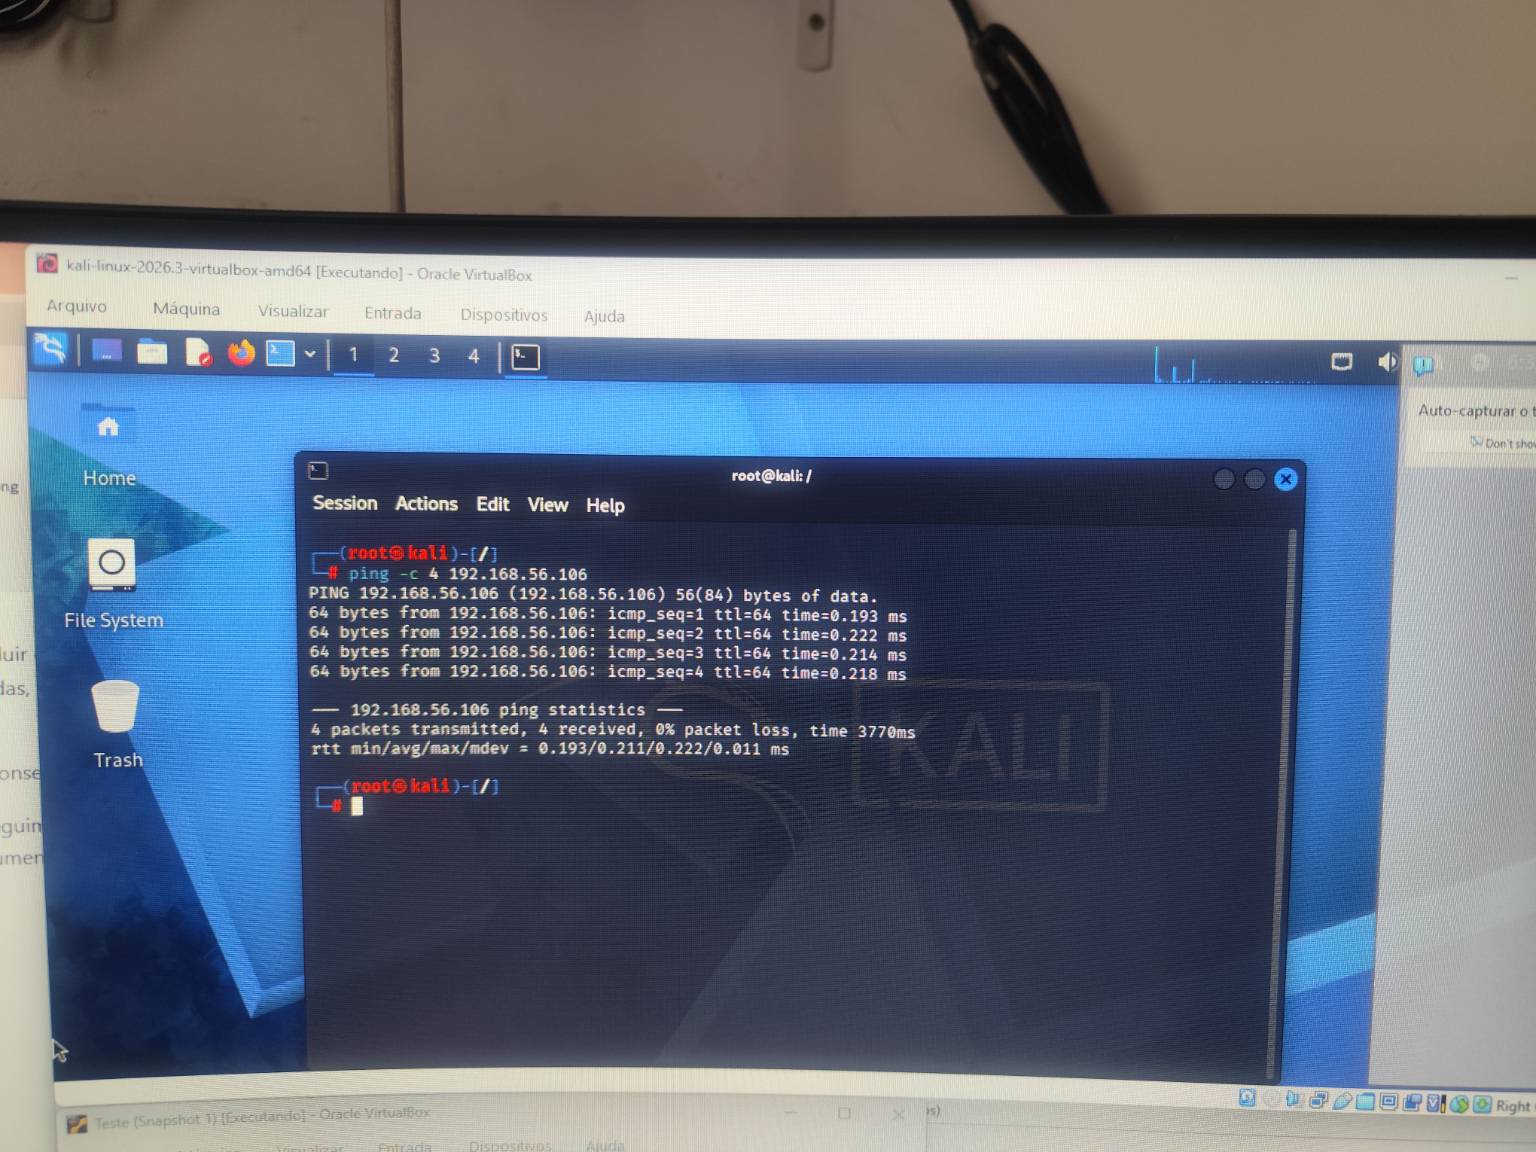 kali-linux-2026.3-virtualbox-amd64 [Executando] - Oracle VirtualBox
Arquivo Máquina Visualizar Entrada Dispositivos Ajuda
1 2 3 4
Auto-capturar o
Don't show
Home
File System
Trash
root@kali: /
Session Actions Edit View Help
(root㉿kali)-[/]
# ping -c 4 192.168.56.106
PING 192.168.56.106 (192.168.56.106) 56(84) bytes of data.
64 bytes from 192.168.56.106: icmp_seq=1 ttl=64 time=0.193 ms
64 bytes from 192.168.56.106: icmp_seq=2 ttl=64 time=0.222 ms
64 bytes from 192.168.56.106: icmp_seq=3 ttl=64 time=0.214 ms
64 bytes from 192.168.56.106: icmp_seq=4 ttl=64 time=0.218 ms
--- 192.168.56.106 ping statistics ---
4 packets transmitted, 4 received, 0% packet loss, time 3770ms
rtt min/avg/max/mdev = 0.193/0.211/0.222/0.011 ms
(root㉿kali)-[/]
#
KALI
Right
Teste (Snapshot 1) [Executando] - Oracle VirtualBox
Visualizar Entrada Dispositivos Ajuda